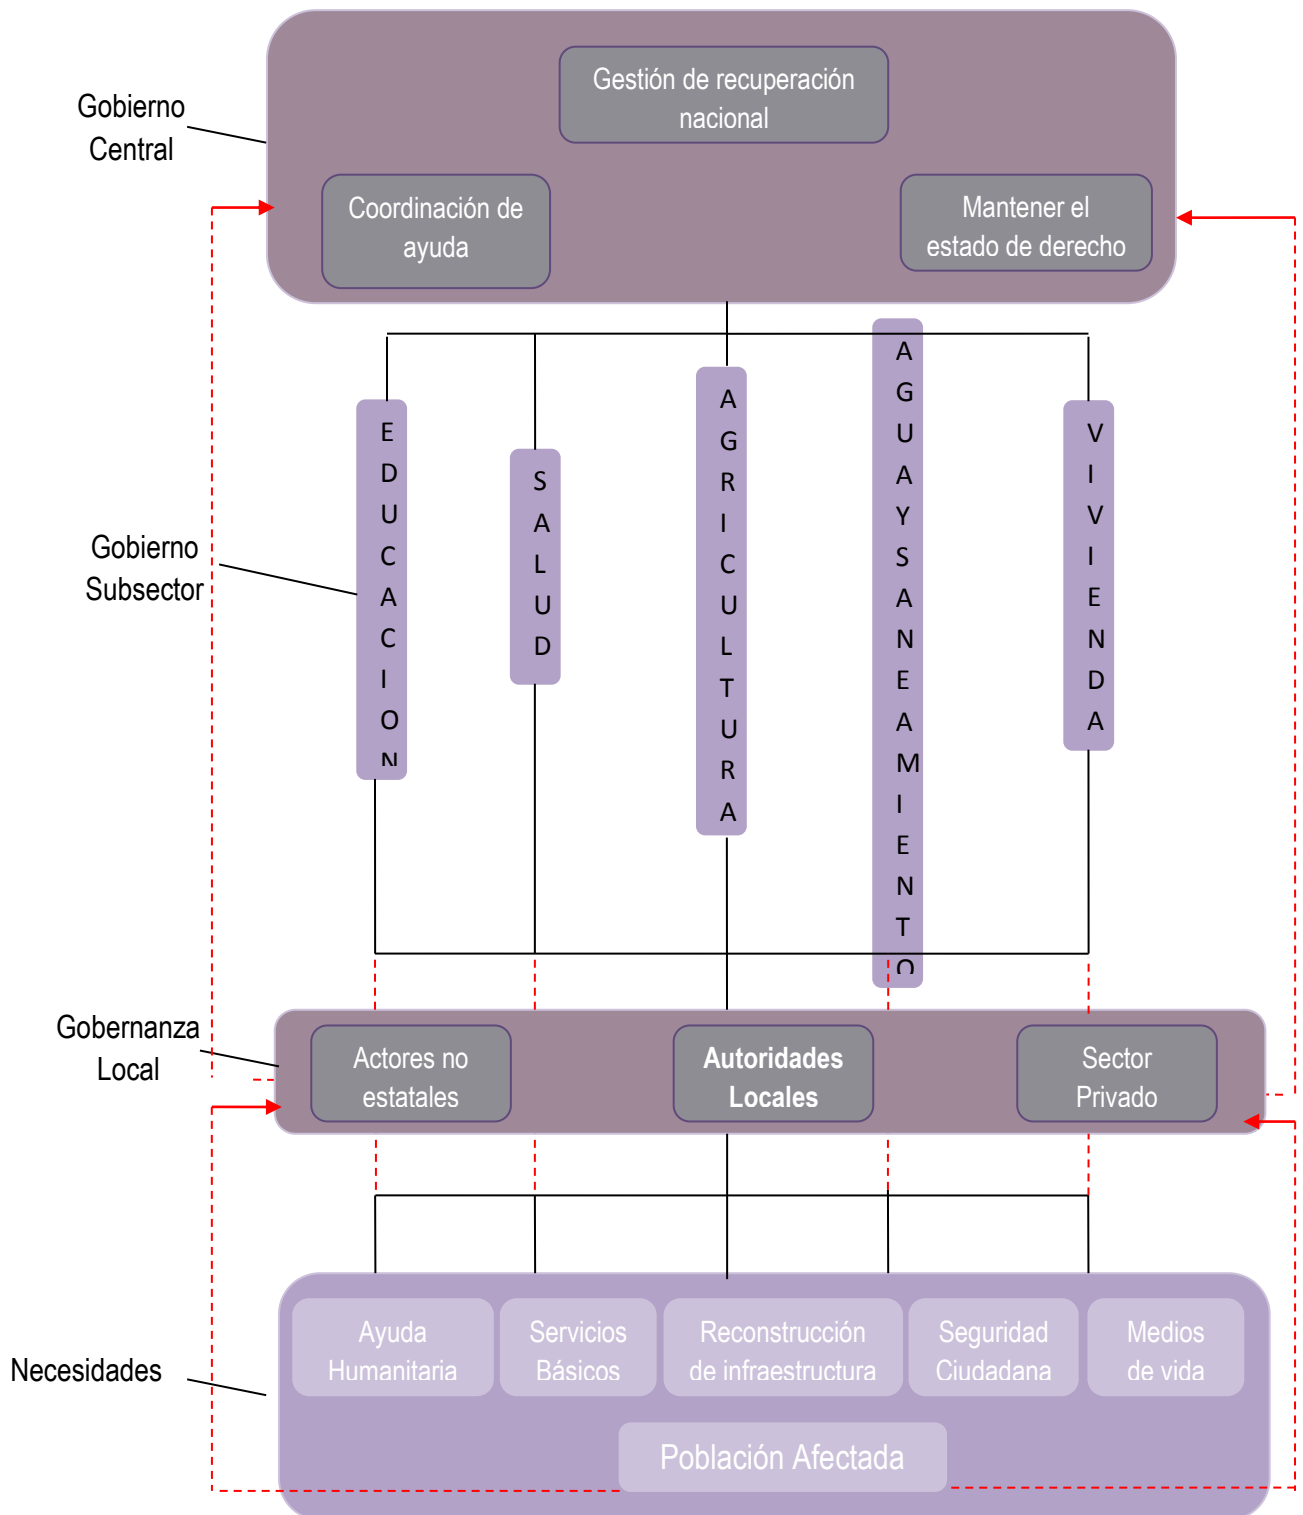 Gestión de recuperación
nacional
Gobierno
Central
Coordinación de
ayuda
Mantener el
estado de derecho
EDUCACION
SALUD
AGRICULTURA
AGUAYSANEAMIENTO
VIVIENDA
Gobierno
Subsector
Gobernanza
Local
Actores no
estatales
Autoridades
Locales
Sector
Privado
Necesidades
Ayuda
Humanitaria
Servicios
Básicos
Reconstrucción
de infraestructura
Seguridad
Ciudadana
Medios
de vida
Población Afectada